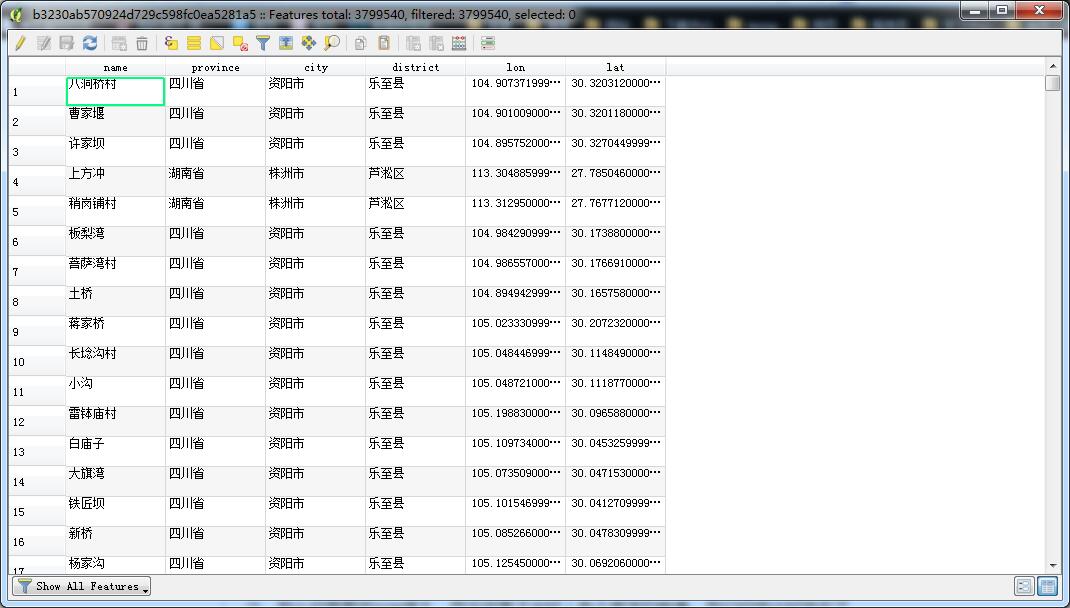 b3230ab570924d729c598fc0ea5281a5 :: Features total: 3799540, filtered: 3799540, selected: 0
name province city district lon lat
1 八洞桥村 四川省 资阳市 乐至县 104.907371999… 30.3203120000…
2 曹家堰 四川省 资阳市 乐至县 104.901009000… 30.3201180000…
3 许家坝 四川省 资阳市 乐至县 104.895752000… 30.3270449999…
4 上方冲 湖南省 株洲市 芦淞区 113.304885999… 27.7850460000…
5 稍岗铺村 湖南省 株洲市 芦淞区 113.312950000… 27.7677120000…
6 板梨湾 四川省 资阳市 乐至县 104.984290999… 30.1738800000…
7 菩萨湾村 四川省 资阳市 乐至县 104.986557000… 30.1766910000…
8 土桥 四川省 资阳市 乐至县 104.894942999… 30.1657580000…
9 蒋家桥 四川省 资阳市 乐至县 105.023330999… 30.2072320000…
10 长埝沟村 四川省 资阳市 乐至县 105.048446999… 30.1148490000…
11 小沟 四川省 资阳市 乐至县 105.048721000… 30.1118770000…
12 雷钵庙村 四川省 资阳市 乐至县 105.198830000… 30.0965880000…
13 白庙子 四川省 资阳市 乐至县 105.109734000… 30.0453259999…
14 大旗湾 四川省 资阳市 乐至县 105.073509000… 30.0471530000…
15 铁匠坝 四川省 资阳市 乐至县 105.101546999… 30.0412709999…
16 新桥 四川省 资阳市 乐至县 105.085266000… 30.0478309999…
17 杨家沟 四川省 资阳市 乐至县 105.125450000… 30.0692060000…
Show All Features